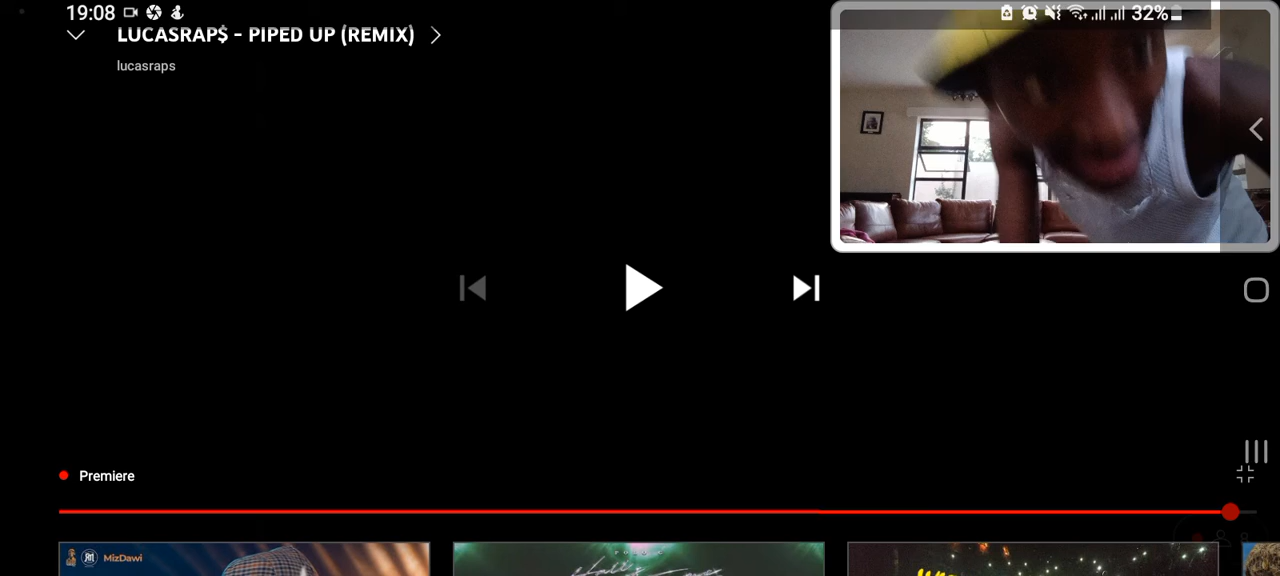 19:08
32%
LUCASRAP$ - PIPED UP (REMIX)
lucasraps
Premiere
MizDawi